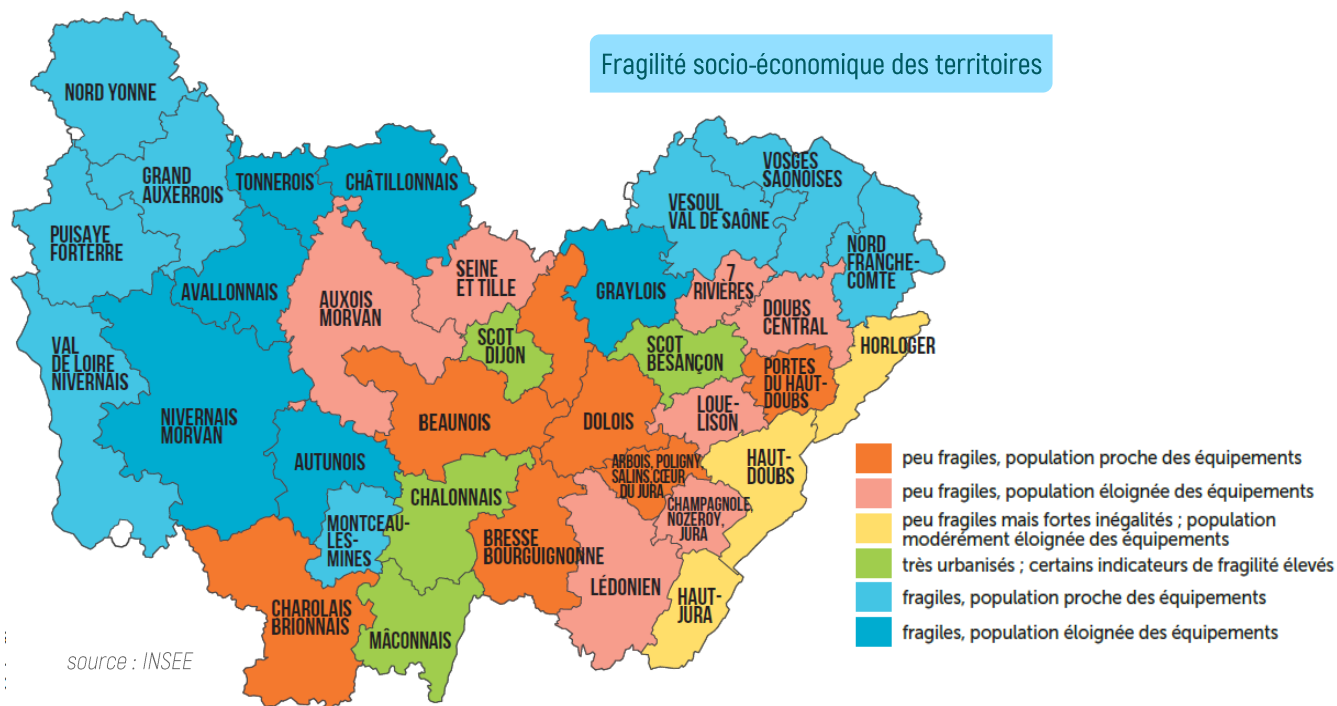 Fragilité socio-économique des territoires
NORD YONNE
GRAND
AUXERROIS
TONNEROIS
CHÂTILLONNAIS
VOSGES
SAONOISES
VESOUL
VAL DE SAÔNE
PUISAYE
FORTERRE
NORD
FRANCHE-
COMTE
AVALLONNAIS
AUXOIS
MORVAN
SEINE
ET TILLE
GRAYLOIS
7
RIVIÈRES
DOUBS
CENTRAL
VAL
DE LOIRE
NIVERNAIS
SCOT
DIJON
SCOT
BESANÇON
HORLOGER
PORTES
DU HAUT-
DOUBS
NIVERNAIS
MORVAN
BEAUNOIS
DOLOIS
LOUE-
LISON
AUTUNOIS
ARBOIS, POLIGNY,
SALINS, CŒUR
DU JURA
HAUT-
DOUBS
CHALONNAIS
CHAMPAGNOLE,
NOZEROY,
JURA
MONTCEAU-
LES-
MINES
BRESSE
BOURGUIGNONNE
LÉDONIEN
HAUT-
JURA
CHAROLAIS
BRIONNAIS
MÂCONNAIS
peu fragiles, population proche des équipements
peu fragiles, population éloignée des équipements
peu fragiles mais fortes inégalités ; population
modérément éloignée des équipements
très urbanisés ; certains indicateurs de fragilité élevés
fragiles, population proche des équipements
fragiles, population éloignée des équipements
source : INSEE